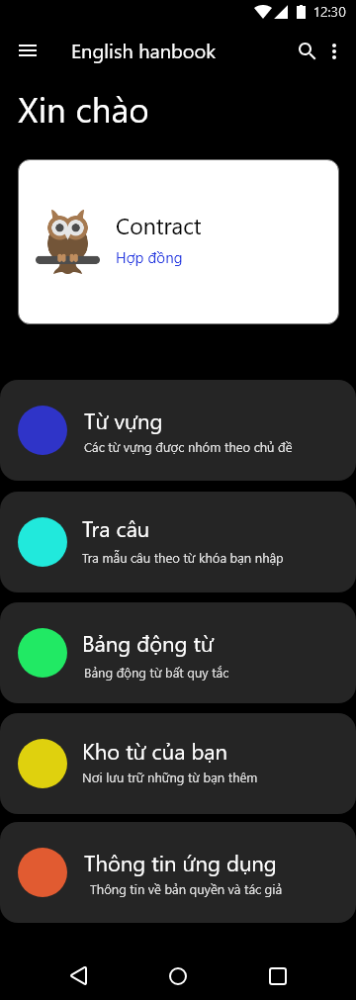 12:30
English hanbook
Xin chào
Contract
Hợp đồng
Từ vựng
Các từ vựng được nhóm theo chủ đề
Tra câu
Tra mẫu câu theo từ khóa bạn nhập
Bảng động từ
Bảng động từ bất quy tắc
Kho từ của bạn
Nơi lưu trữ những từ bạn thêm
Thông tin ứng dụng
Thông tin về bản quyền và tác giả